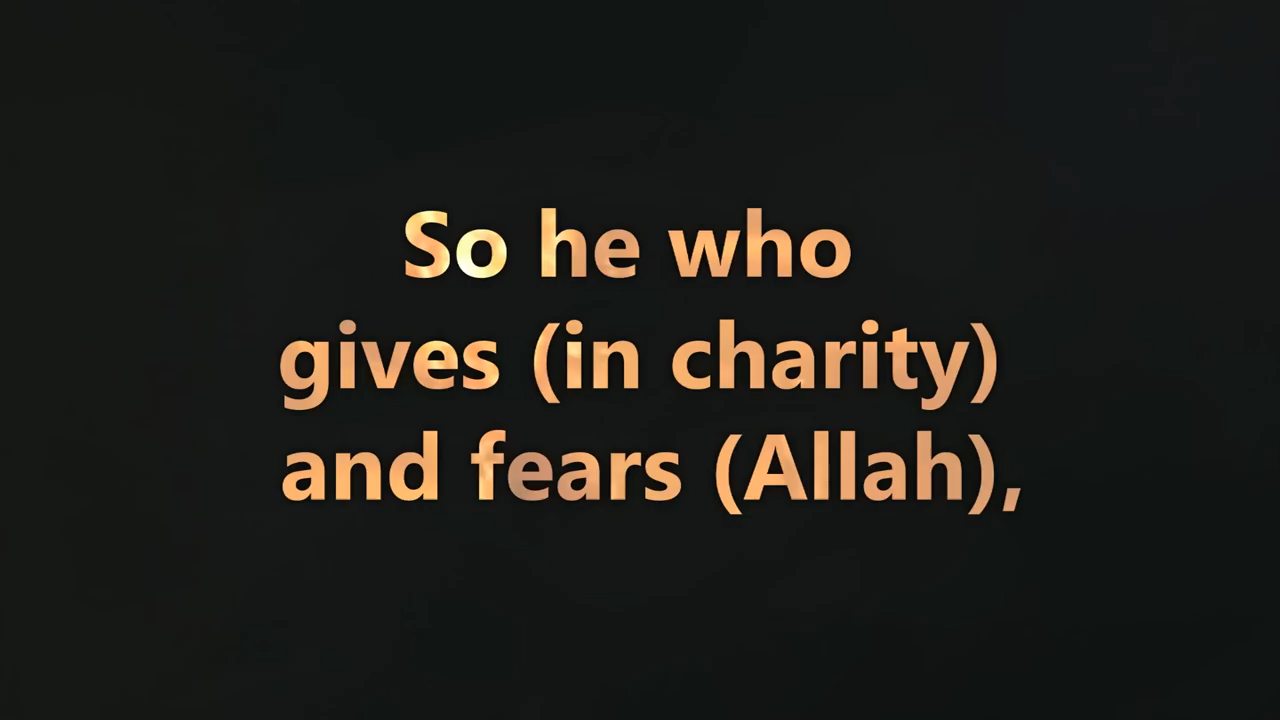 So he who
gives (in charity)
and fears (Allah),